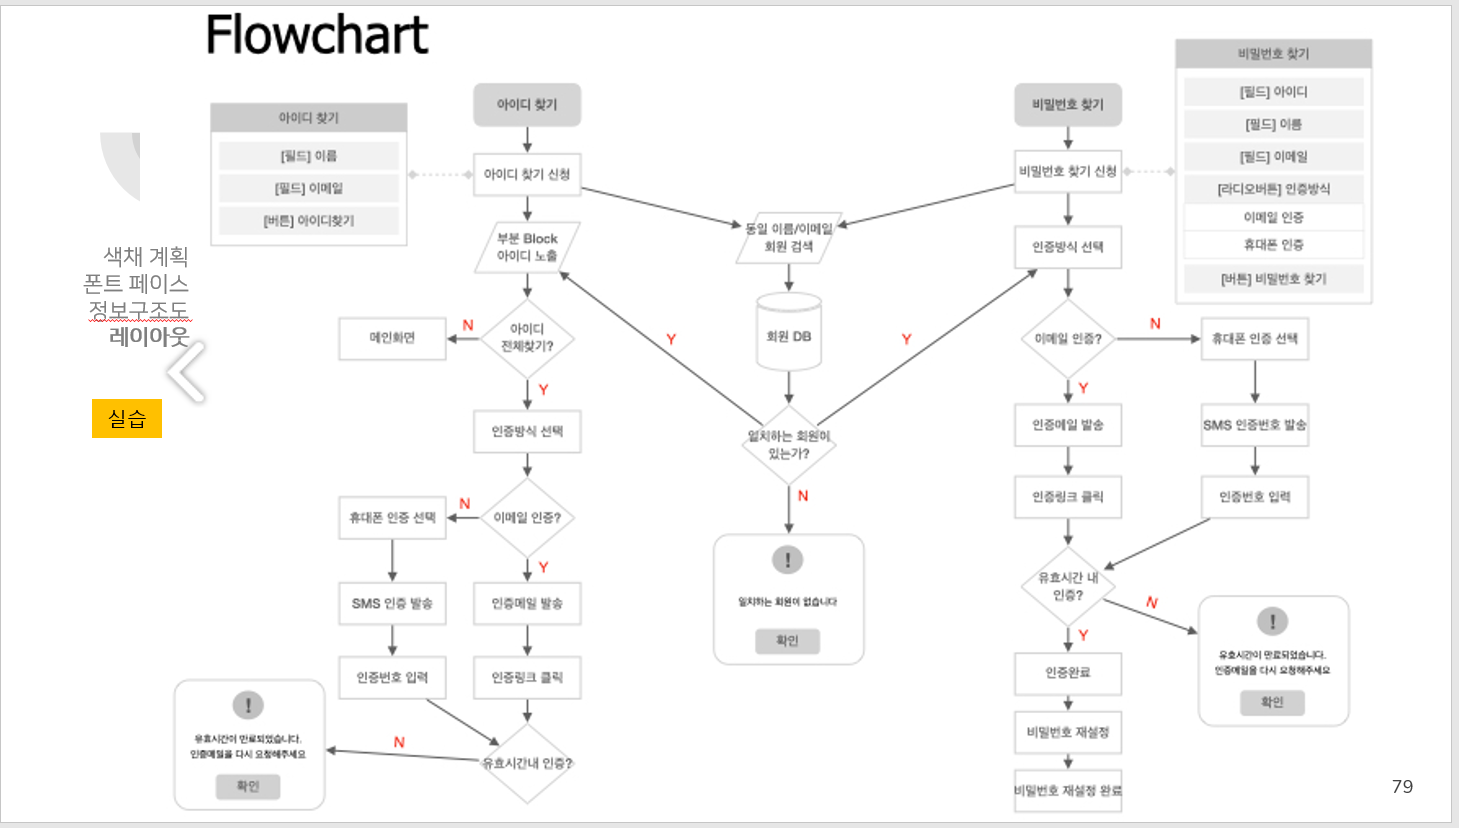 Flowchart
색채 계획
폰트 페이스
정보구조도
레이아웃
실습
아이디 찾기
[필드] 이름
[필드] 이메일
[버튼] 아이디찾기
아이디 찾기
아이디 찾기 신청
부분 Block
아이디 노출
아이디
전체찾기?
N
메인화면
Y
인증방식 선택
이메일 인증?
N
휴대폰 인증 선택
SMS 인증 발송
인증번호 입력
Y
인증메일 발송
인증링크 클릭
유효시간내 인증?
N
!
유효시간이 만료되었습니다.
인증메일을 다시 요청해주세요
확인
동일 이름/이메일
회원 검색
회원 DB
일치하는 회원이
있는가?
Y
Y
N
!
일치하는 회원이 없습니다
확인
비밀번호 찾기
비밀번호 찾기 신청
인증방식 선택
이메일 인증?
N
휴대폰 인증 선택
SMS 인증번호 발송
인증번호 입력
Y
인증메일 발송
인증링크 클릭
유효시간 내
인증?
N
!
유호시간이 만료되었습니다.
인증메일을 다시 요청해주세요
확인
Y
인증완료
비밀번호 재설정
비밀번호 재설정 완료
비밀번호 찾기
[필드] 아이디
[필드] 이름
[필드] 이메일
[라디오버튼] 인증방식
이메일 인증
휴대폰 인증
[버튼] 비밀번호 찾기
79